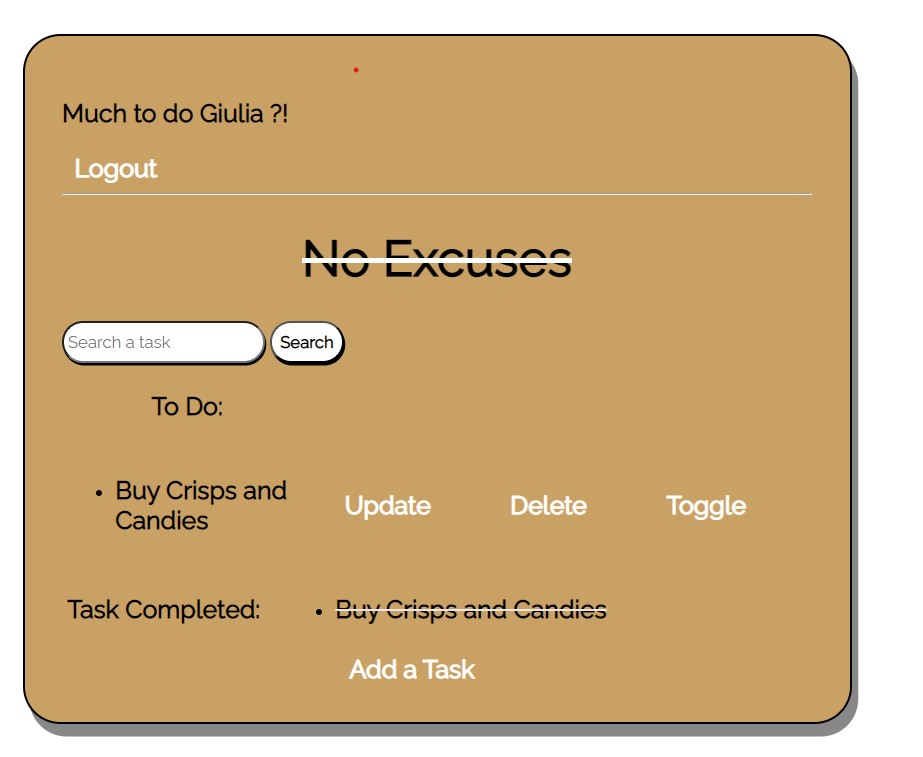 Much to do Giulia ?!
Logout
No Excuses
Search a task
Search
To Do:
Buy Crisps and
Candies
Update
Delete
Toggle
Task Completed:
Buy Crisps and Candies
Add a Task